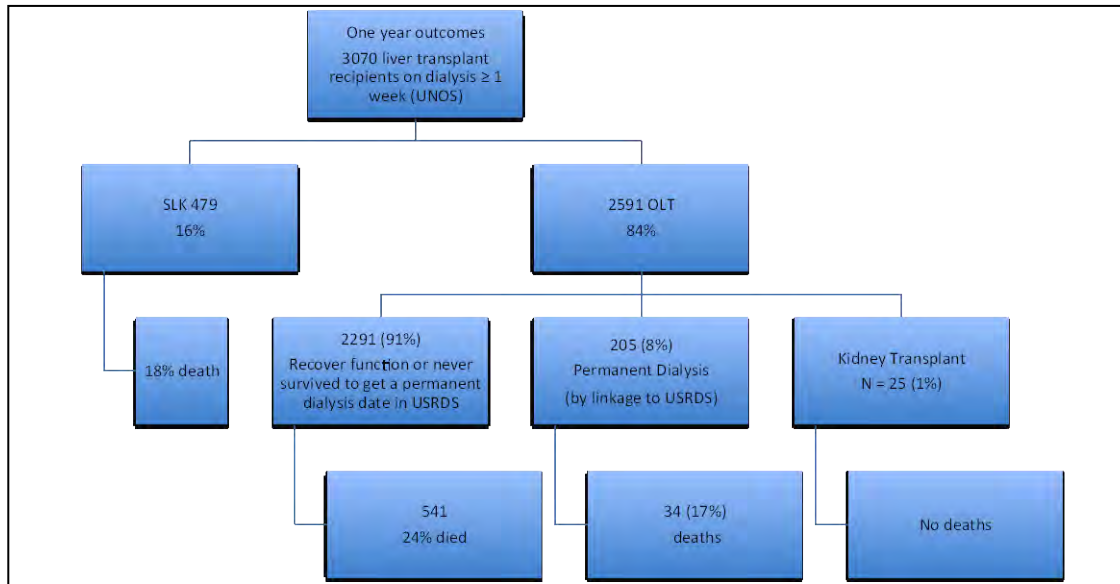 One year outcomes
3070 liver transplant
recipients on dialysis ≥ 1
week (UNOS)
SLK 479
16%
2591 OLT
84%
18% death
2291 (91%)
Recover function or never
survived to get a permanent
dialysis date in USRDS
205 (8%)
Permanent Dialysis
(by linkage to USRDS)
Kidney Transplant
N = 25 (1%)
541
24% died
34 (17%)
deaths
No deaths